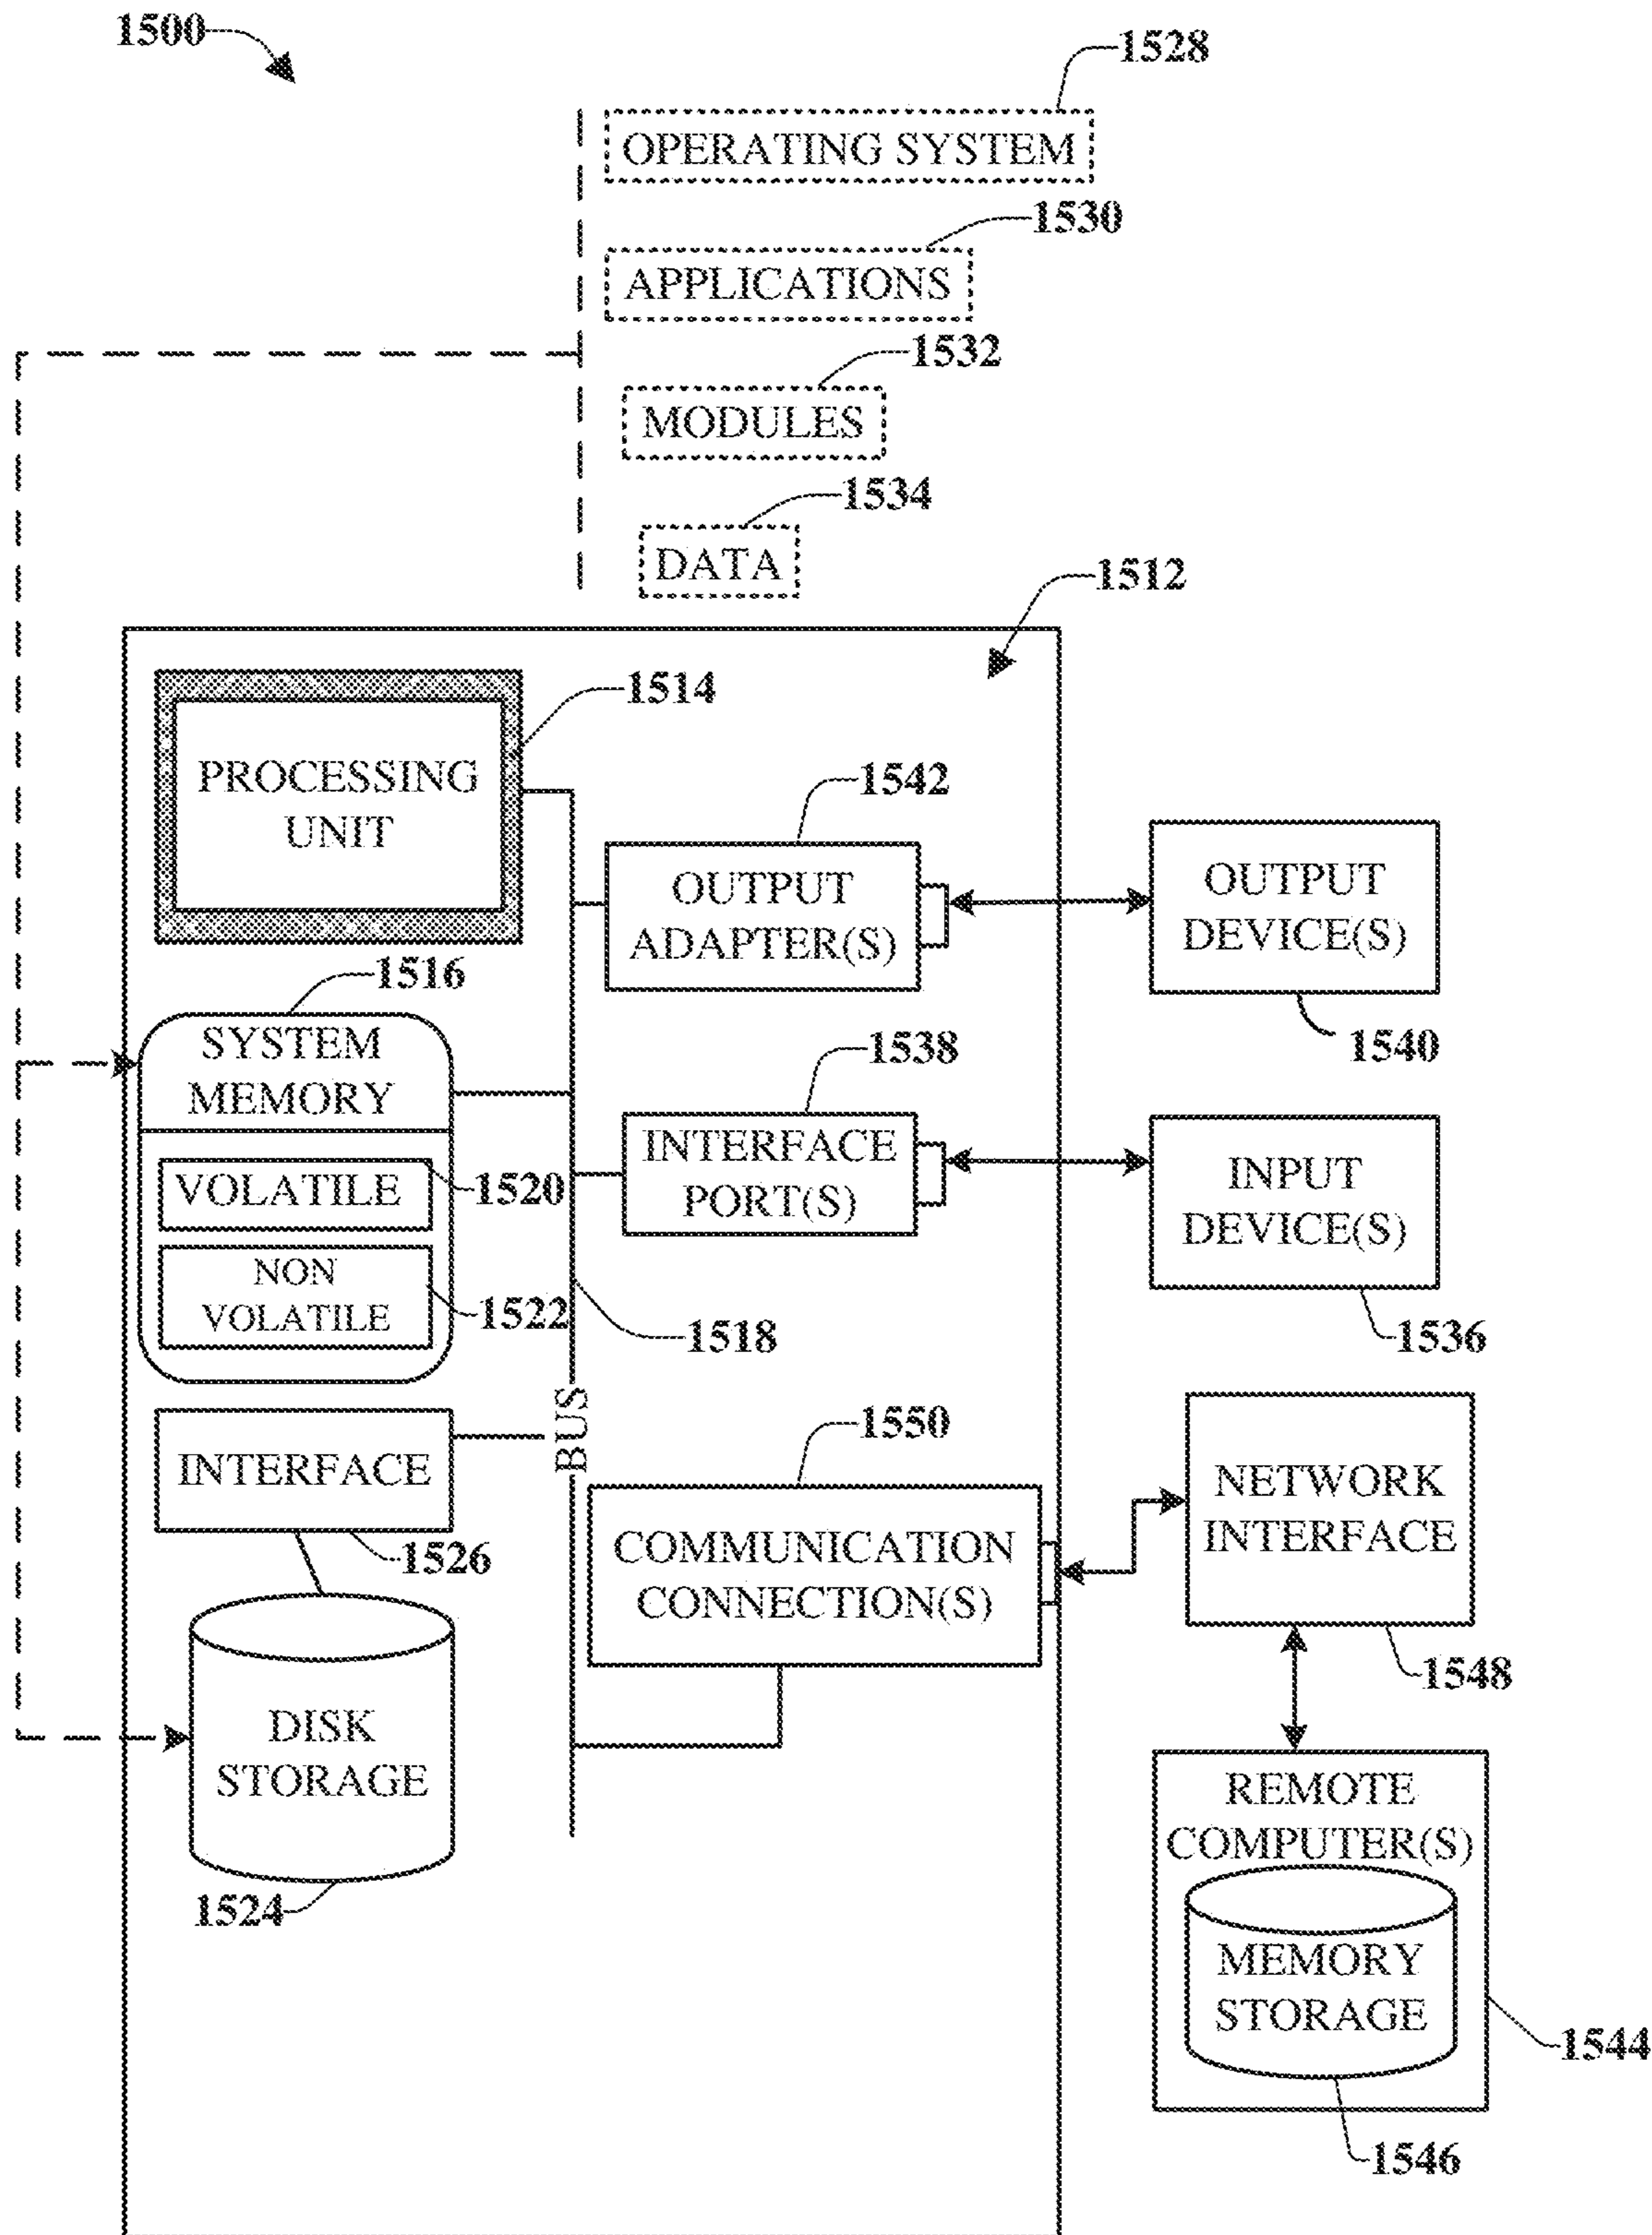 1500
1528
OPERATING SYSTEM
1530
APPLICATIONS
1532
MODULES
1534
DATA
1512
1514
PROCESSING
UNIT
1542
OUTPUT
ADAPTER(S)
OUTPUT
DEVICE(S)
1540
1516
SYSTEM
MEMORY
1538
INTERFACE
PORT(S)
INPUT
DEVICE(S)
1536
VOLATILE
1520
NON
VOLATILE
1522
1518
BUS
INTERFACE
1526
1550
COMMUNICATION
CONNECTION(S)
NETWORK
INTERFACE
1548
DISK
STORAGE
1524
REMOTE
COMPUTER(S)
MEMORY
STORAGE
1544
1546